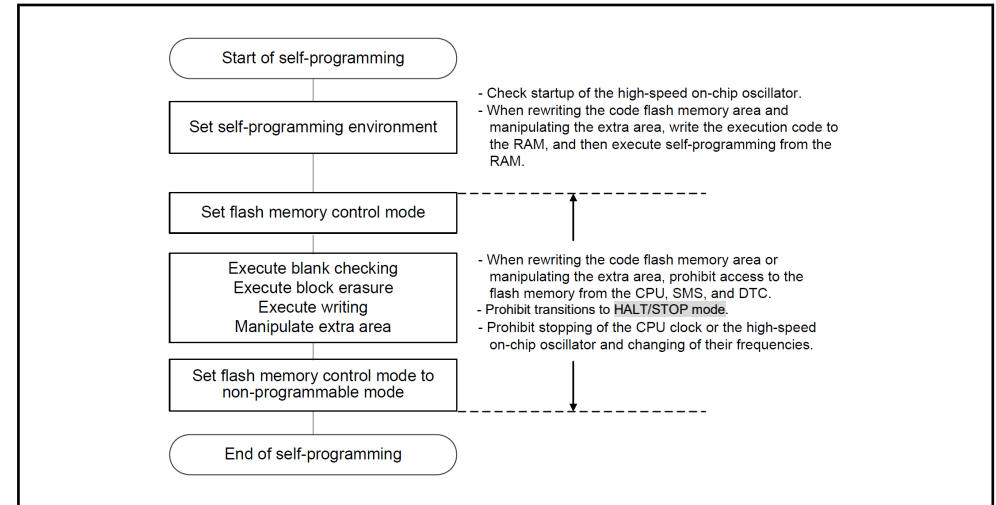 Start of self-programming
- Check startup of the high-speed on-chip oscillator.
- When rewriting the code flash memory area and
manipulating the extra area, write the execution code to
the RAM, and then execute self-programming from the
RAM.
Set self-programming environment
Set flash memory control mode
Execute blank checking
Execute block erasure
Execute writing
Manipulate extra area
- When rewriting the code flash memory area or
manipulating the extra area, prohibit access to the
flash memory from the CPU, SMS, and DTC.
- Prohibit transitions to HALT/STOP mode.
- Prohibit stopping of the CPU clock or the high-speed
on-chip oscillator and changing of their frequencies.
Set flash memory control mode to
non-programmable mode
End of self-programming